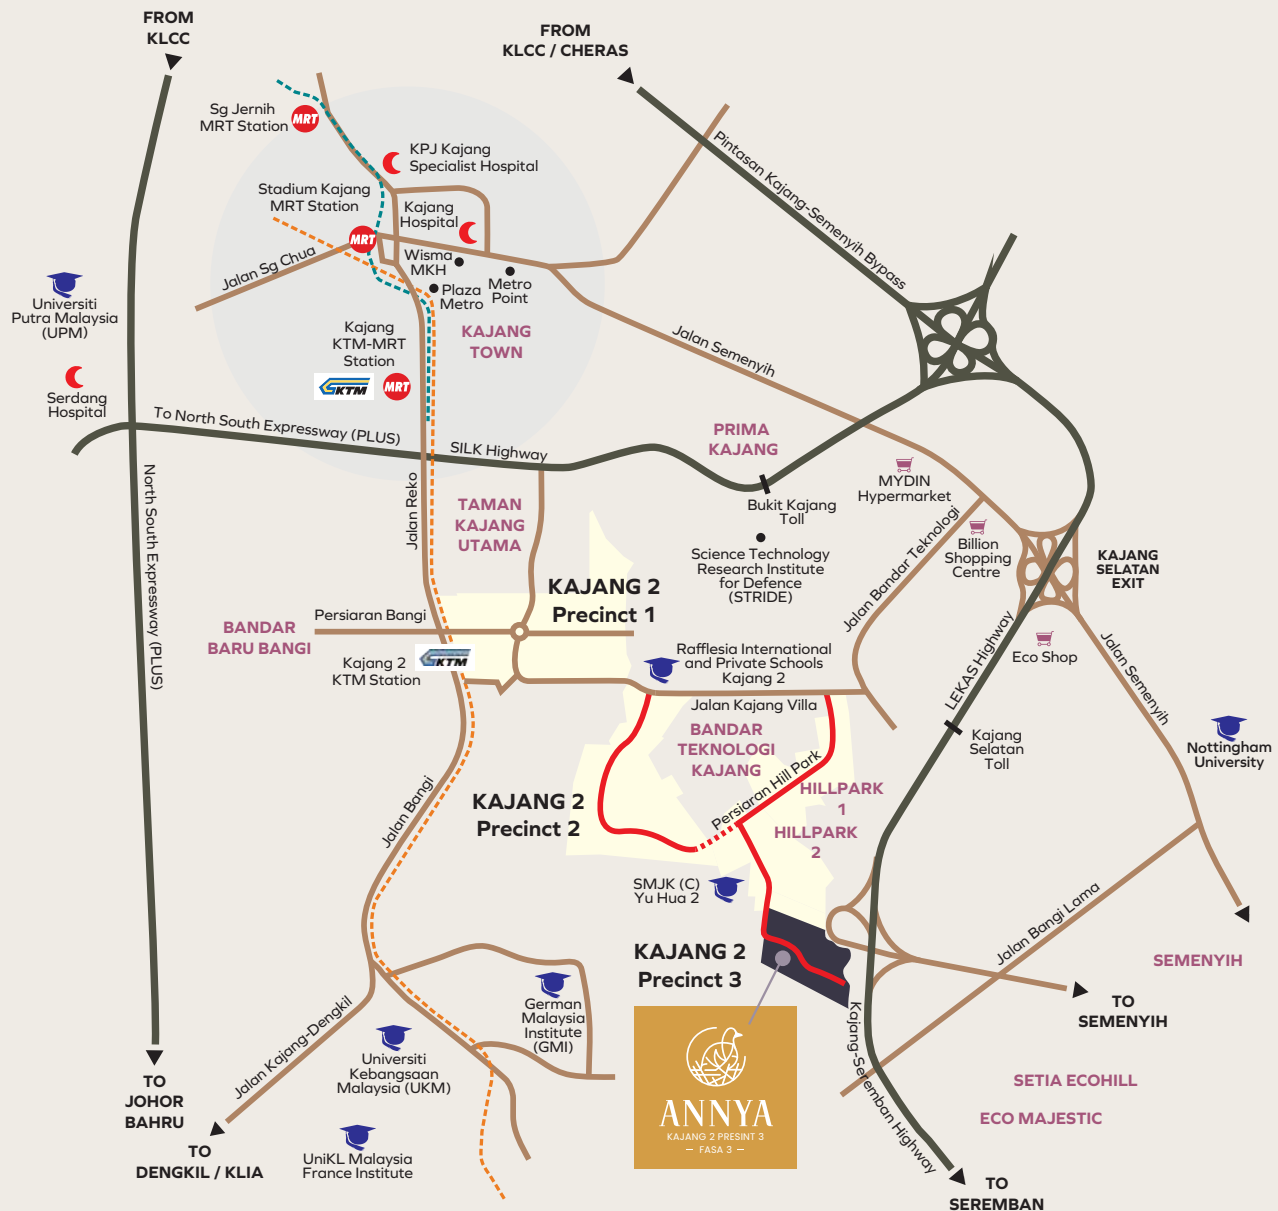 FROM
KLCC
FROM
KLCC / CHERAS
Sg Jernih
MRT Station
MRT
KPJ Kajang
Specialist Hospital
Pintasan Kajang-Semenyih Bypass
Stadium Kajang
MRT Station
MRT
Kajang
Hospital
Jalan Sg Chua
Wisma
MKH
Plaza
Metro
Metro
Point
Universiti
Putra Malaysia
(UPM)
Kajang
KTM-MRT
Station
KTM
MRT
KAJANG
TOWN
Jalan Semenyih
Serdang
Hospital
To North South Expressway (PLUS)
SILK Highway
PRIMA
KAJANG
MYDIN
Hypermarket
North South Expressway (PLUS)
Jalan Reko
TAMAN
KAJANG
UTAMA
Bukit Kajang
Toll
Science Technology
Research Institute
for Defence
(STRIDE)
Jalan Bandar Teknologi
Billion
Shopping
Centre
KAJANG
SELATAN
EXIT
KAJANG 2
Precinct 1
Persiaran Bangi
BANDAR
BARU BANGI
Kajang 2
KTM Station
KTM
Rafflesia International
and Private Schools
Kajang 2
Jalan Kajang Villa
Eco Shop
LEKAS Highway
Jalan Semenyih
BANDAR
TEKNOLOGI
KAJANG
Kajang
Selatan
Toll
Nottingham
University
Persiaran Hill Park
HILLPARK
1
HILLPARK
2
KAJANG 2
Precinct 2
Jalan Bangi
SMJK (C)
Yu Hua 2
Jalan Bangi Lama
KAJANG 2
Precinct 3
SEMENYIH
TO
SEMENYIH
German
Malaysia
Institute
(GMI)
Jalan Kajang-Dengkil
Universiti
Kebangsaan
Malaysia (UKM)
Kajang-Seremban Highway
ANNYA
KAJANG 2 PRESINT 3
— FASA 3 —
SETIA ECOHILL
ECO MAJESTIC
TO
JOHOR
BAHRU
TO
DENGKIL / KLIA
UniKL Malaysia
France Institute
TO
SEREMBAN